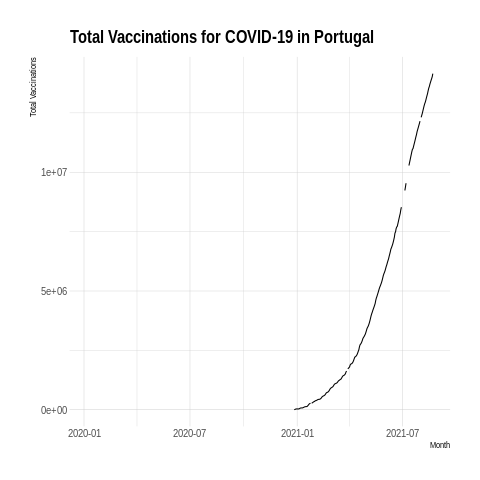 Total Vaccinations for COVID-19 in Portugal
Total Vaccinations
1e+07
5e+06
0e+00
2020-01 2020-07 2021-01 2021-07
Month